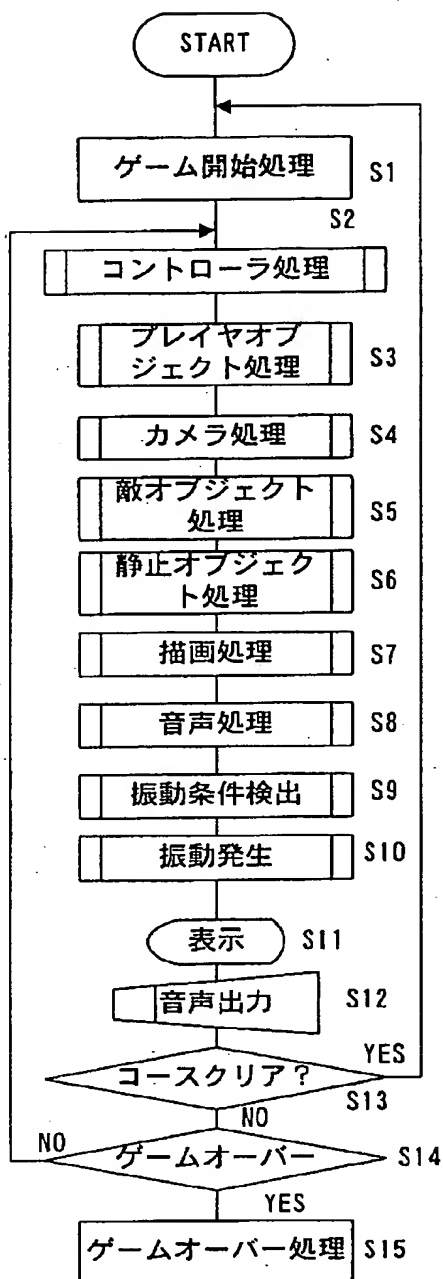 START
ゲーム開始処理 S1
S2
コントローラ処理
プレイヤオブ
ジェクト処理 S3
カメラ処理 S4
敵オブジェクト
処理 S5
静止オブジェク
ト処理 S6
描画処理 S7
音声処理 S8
振動条件検出 S9
振動発生 S10
表示 S11
音声出力 S12
YES
コースクリア?
S13
NO
NO
ゲームオーバー S14
YES
ゲームオーバー処理 S15